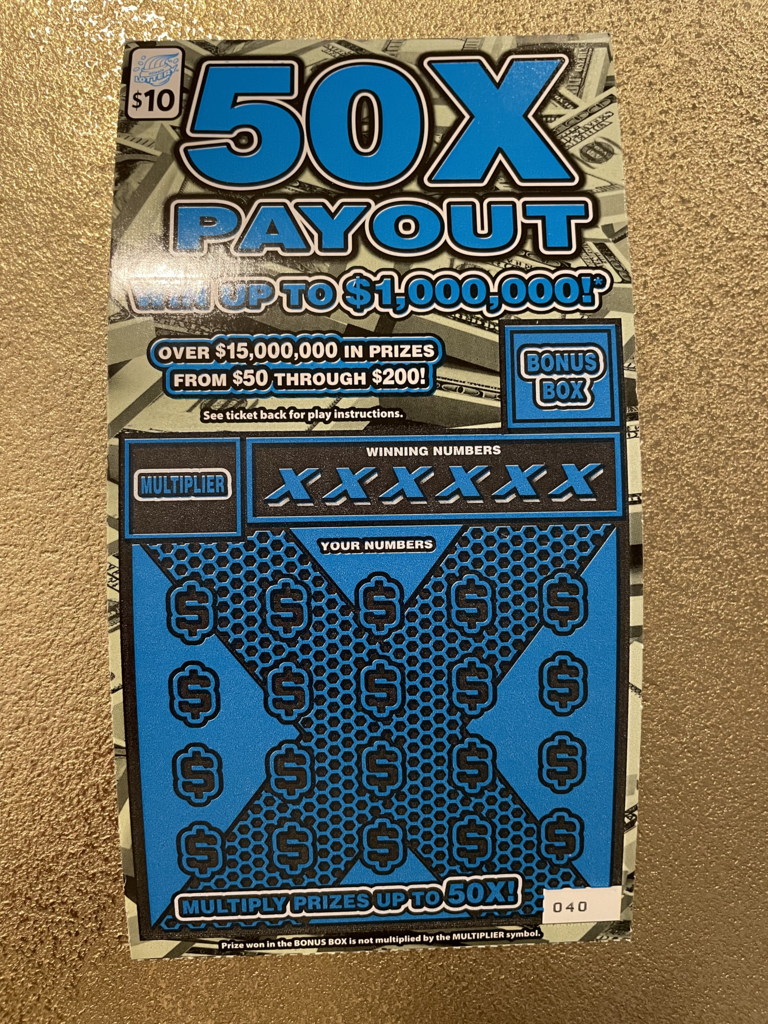 LOTTERY
$10
50X
PAYOUT
WIN UP TO $1,000,000!*
OVER $15,000,000 IN PRIZES
FROM $50 THROUGH $200!
See ticket back for play instructions.
BONUS
BOX
MULTIPLIER
WINNING NUMBERS
X X X X X X
YOUR NUMBERS
$ $ $ $ $
$ $ $ $ $
$ $ $ $ $
$ $ $ $ $
MULTIPLY PRIZES UP TO 50X!
040
Prize won in the BONUS BOX is not multiplied by the MULTIPLIER symbol.